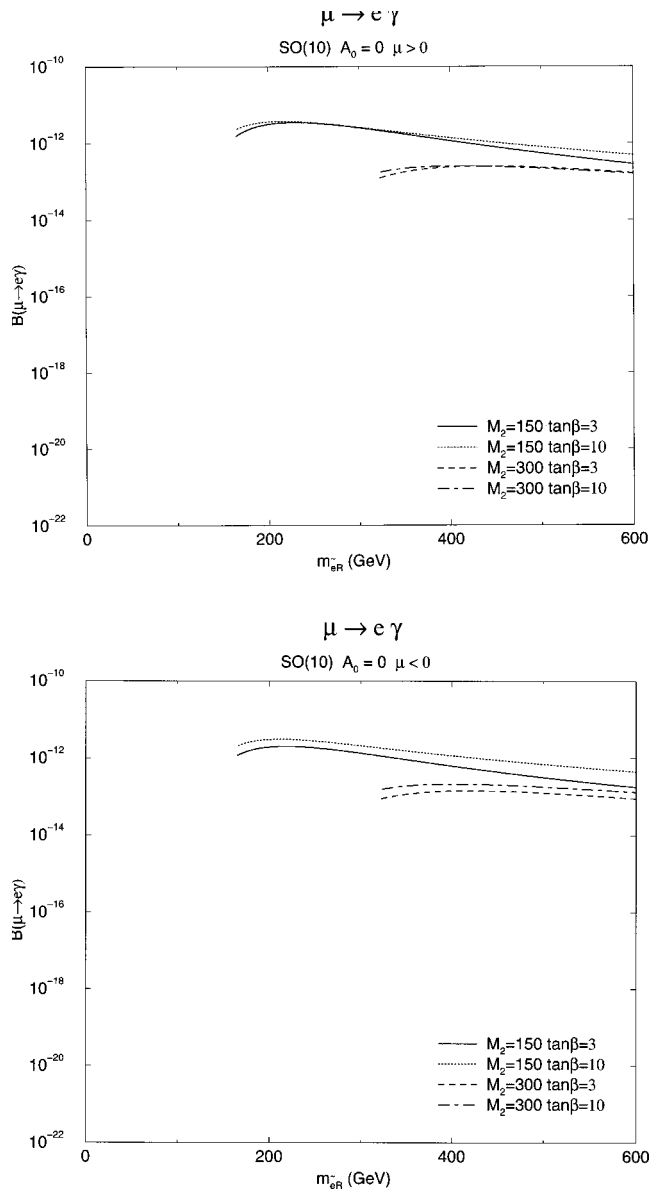 μ → e γ
SO(10) A₀ = 0 μ > 0
10⁻¹⁰
10⁻¹²
10⁻¹⁴
10⁻¹⁶
10⁻¹⁸
10⁻²⁰
10⁻²²
B(μ→eγ)
M₂=150 tanβ=3
M₂=150 tanβ=10
M₂=300 tanβ=3
M₂=300 tanβ=10
0 200 400 600
m_ẽR (GeV)
μ → e γ
SO(10) A₀ = 0 μ < 0
10⁻¹⁰
10⁻¹²
10⁻¹⁴
10⁻¹⁶
10⁻¹⁸
10⁻²⁰
10⁻²²
B(μ→eγ)
M₂=150 tanβ=3
M₂=150 tanβ=10
M₂=300 tanβ=3
M₂=300 tanβ=10
0 200 400 600
m_ẽR (GeV)